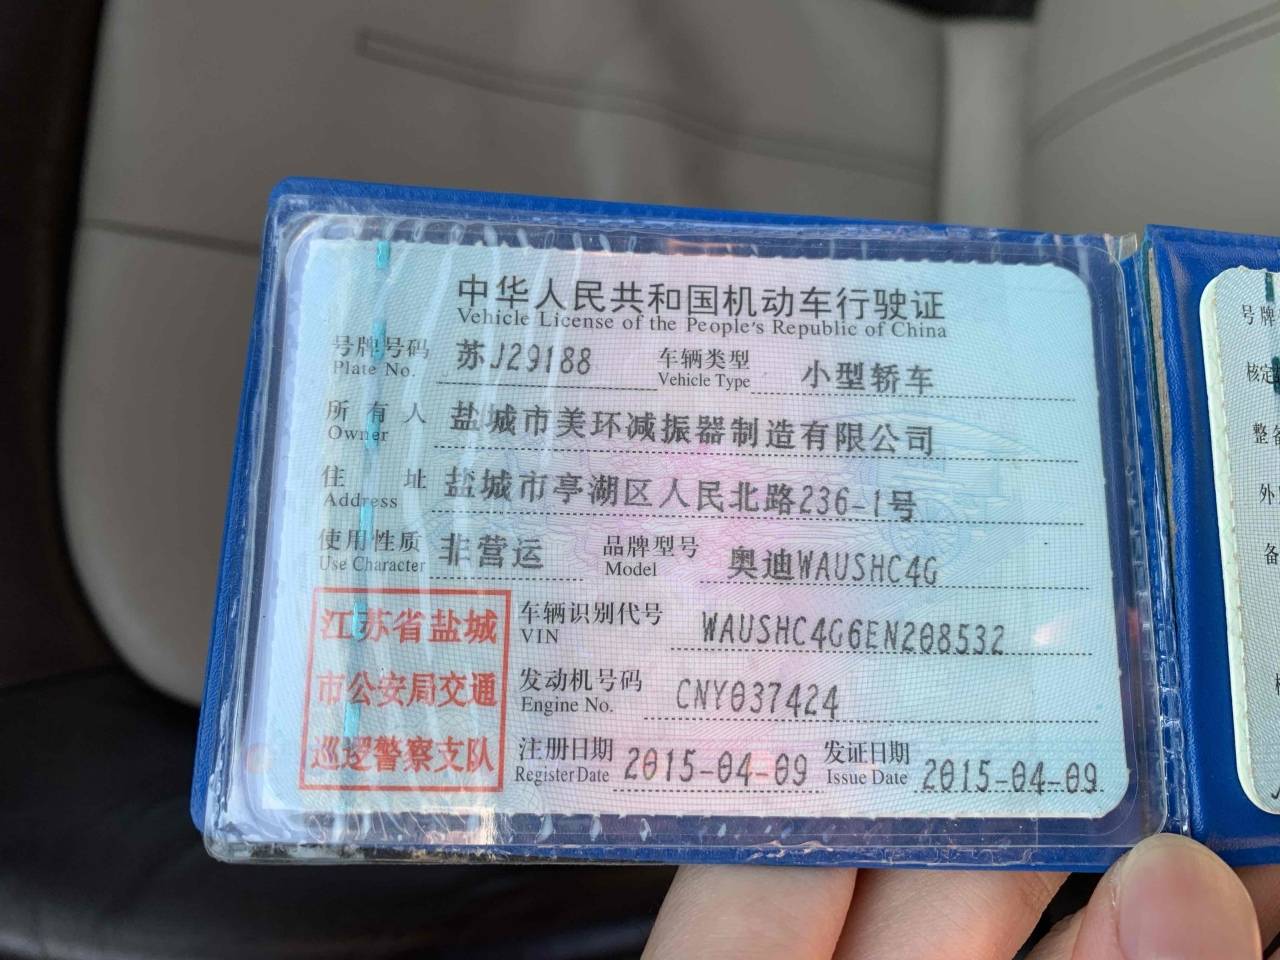 中华人民共和国机动车行驶证
Vehicle License of the People's Republic of China
号牌号码 苏J29188 车辆类型 小型轿车
Plate No. Vehicle Type
所有人 盐城市美环减振器制造有限公司
Owner
住址 盐城市亭湖区人民北路236-1号
Address
使用性质 非营运 品牌型号 奥迪WAUSHC4G
Use Character Model
江苏省盐城
市公安局交通
巡逻警察支队
车辆识别代号 WAUSHC4G6EN208532
VIN
发动机号码 CNY037424
Engine No.
注册日期 2015-04-09 发证日期 2015-04-09
Register Date Issue Date
号牌
核定
整备
外
备